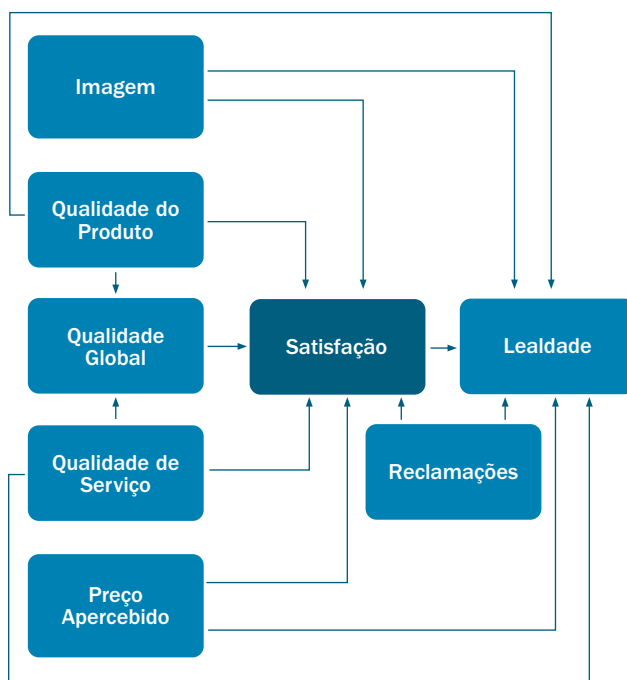 Imagem
Qualidade do
Produto
Qualidade
Global
Satisfação
Lealdade
Qualidade de
Serviço
Reclamações
Preço
Apercebido